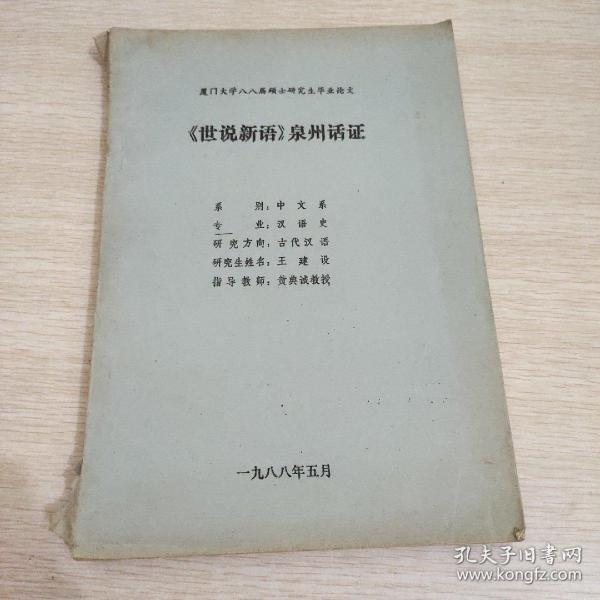 厦门大学八八届硕士研究生毕业论文
《世说新语》泉州话证
系别：中文系
专业：汉语史
研究方向：古代汉语
研究生姓名：王建设
指导教师：黄典诚教授
一九八八年五月
孔夫子旧书网
www.kongfz.com